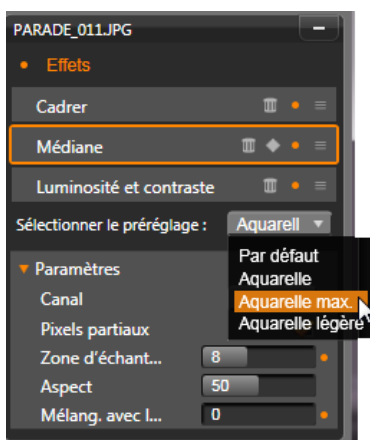 PARADE_011.JPG
Effets
Cadrer
Médiane
Luminosité et contraste
Sélectionner le préréglage : Aquarell
Par défaut
Aquarelle
Aquarelle max.
Aquarelle légère
Paramètres
Canal
Pixels partiaux
Zone d'échant... 8
Aspect 50
Mélang. avec l... 0